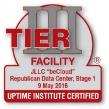 TIER III
FACILITY
JLLC "beCloud"
Republican Data Center, Stage 1
9 May 2016
UPTIME INSTITUTE CERTIFIED